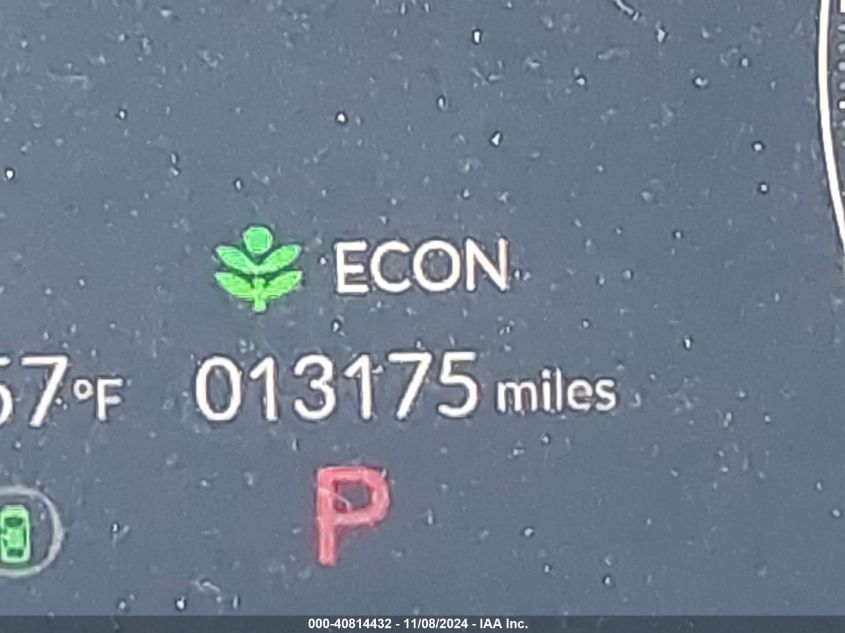 ECON
57°F 013175 miles
P
000-40814432 - 11/08/2024 - IAA Inc.